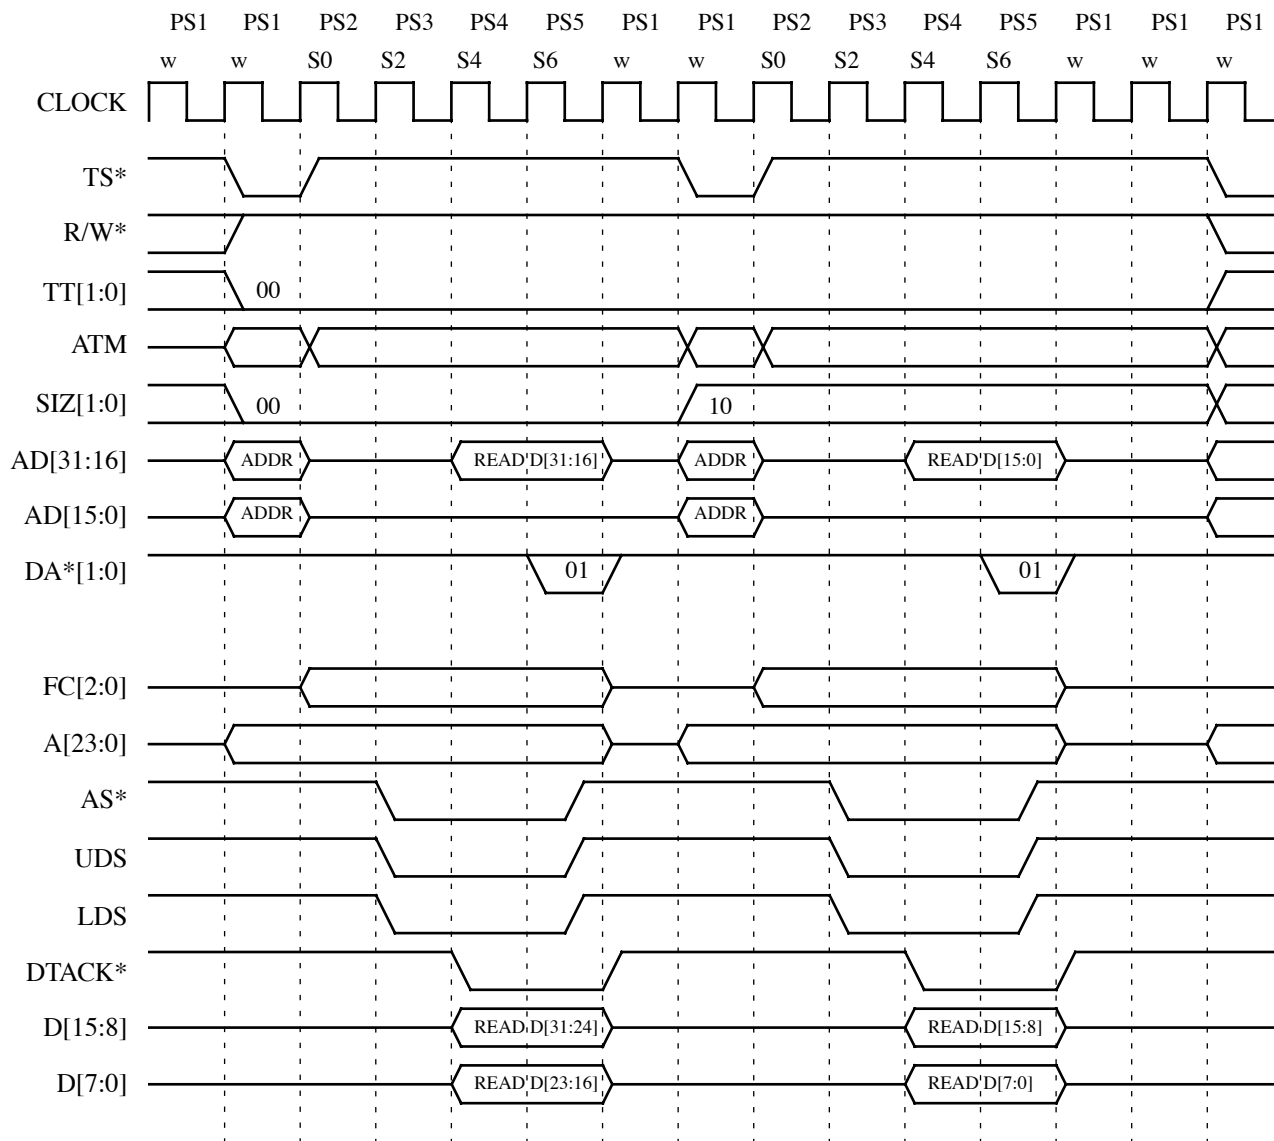 PS1 PS1 PS2 PS3 PS4 PS5 PS1 PS1 PS2 PS3 PS4 PS5 PS1 PS1 PS1
w w S0 S2 S4 S6 w w S0 S2 S4 S6 w w w
CLOCK
TS*
R/W*
TT[1:0] 00
ATM
SIZ[1:0] 00 10
AD[31:16] ADDR READ D[31:16] ADDR READ D[15:0]
AD[15:0] ADDR ADDR
DA*[1:0] 01 01
FC[2:0]
A[23:0]
AS*
UDS
LDS
DTACK*
D[15:8] READ D[31:24] READ D[15:8]
D[7:0] READ D[23:16] READ D[7:0]